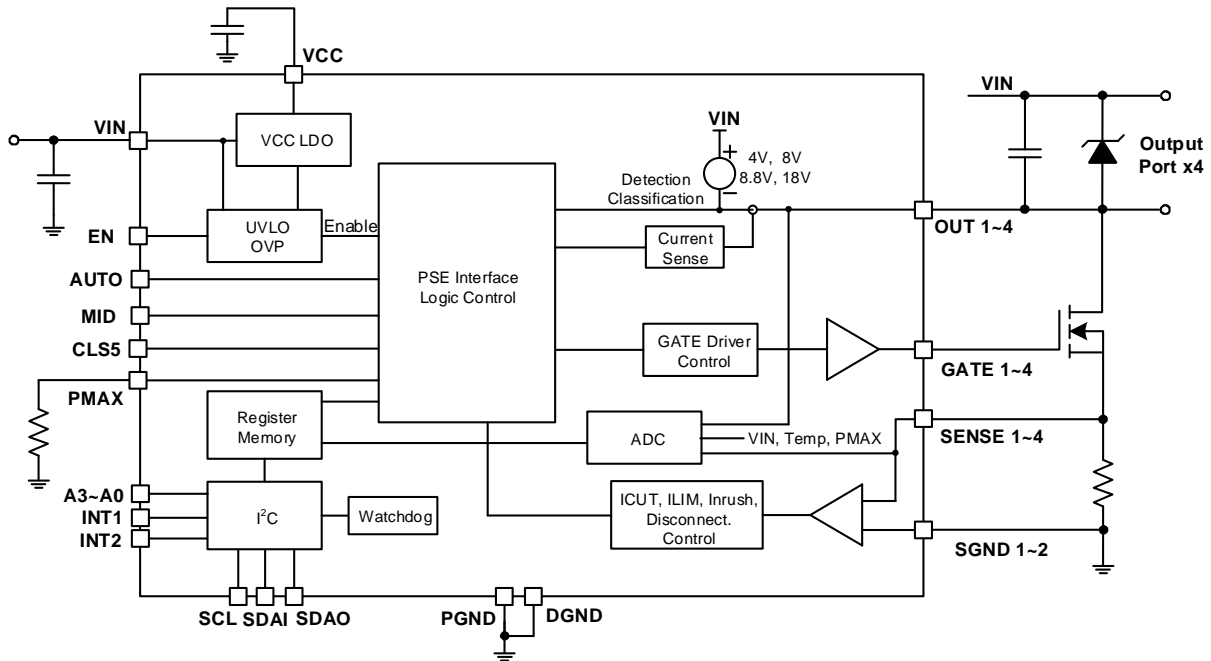 VCC
VIN
VCC LDO
VIN
VIN
4V, 8V
8.8V, 18V
Output
Port x4
Detection
Classification
EN
UVLO
OVP
Enable
OUT 1~4
Current
Sense
AUTO
PSE Interface
Logic Control
MID
CLS5
GATE Driver
Control
GATE 1~4
PMAX
Register
Memory
ADC
VIN, Temp, PMAX
SENSE 1~4
A3~A0
INT1
INT2
I²C
Watchdog
ICUT, ILIM, Inrush,
Disconnect.
Control
SGND 1~2
SCL
SDAI
SDAO
PGND
DGND